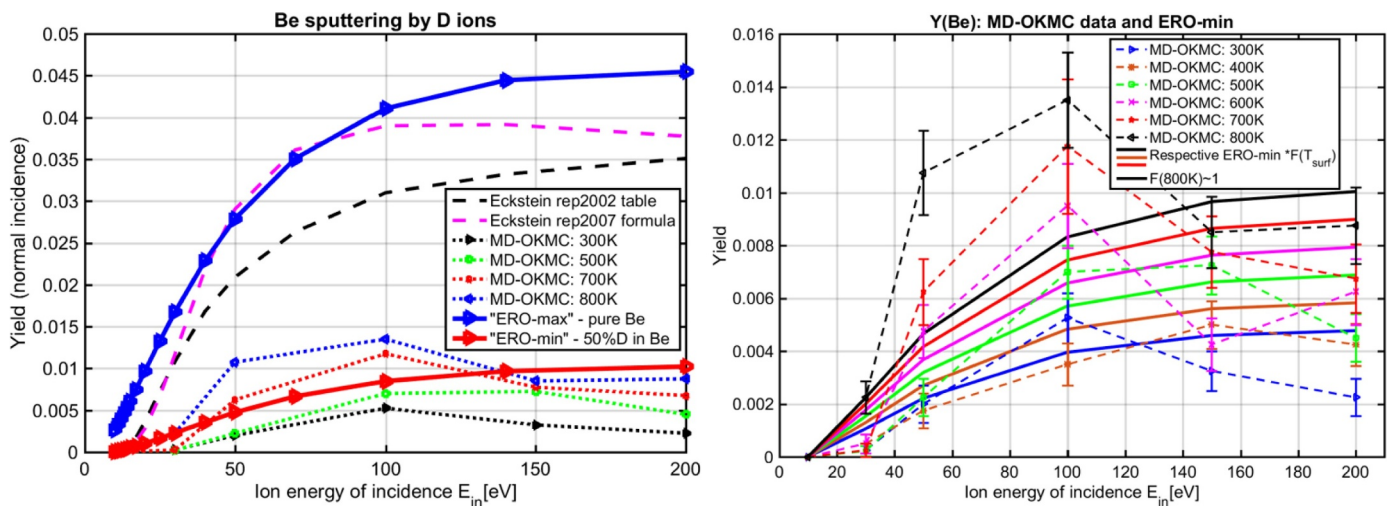 Be sputtering by D ions
Yield (normal incidence)
0.05
0.045
0.04
0.035
0.03
0.025
0.02
0.015
0.01
0.005
0
0
50
100
150
200
Ion energy of incidence E_in[eV]
Eckstein rep2002 table
Eckstein rep2007 formula
MD-OKMC: 300K
MD-OKMC: 500K
MD-OKMC: 700K
MD-OKMC: 800K
"ERO-max" - pure Be
"ERO-min" - 50%D in Be
Y(Be): MD-OKMC data and ERO-min
Yield
0.016
0.014
0.012
0.01
0.008
0.006
0.004
0.002
0
0
20
40
60
80
100
120
140
160
180
200
Ion energy of incidence E_in[eV]
MD-OKMC: 300K
MD-OKMC: 400K
MD-OKMC: 500K
MD-OKMC: 600K
MD-OKMC: 700K
MD-OKMC: 800K
Respective ERO-min *F(T_surf)
F(800K)~1